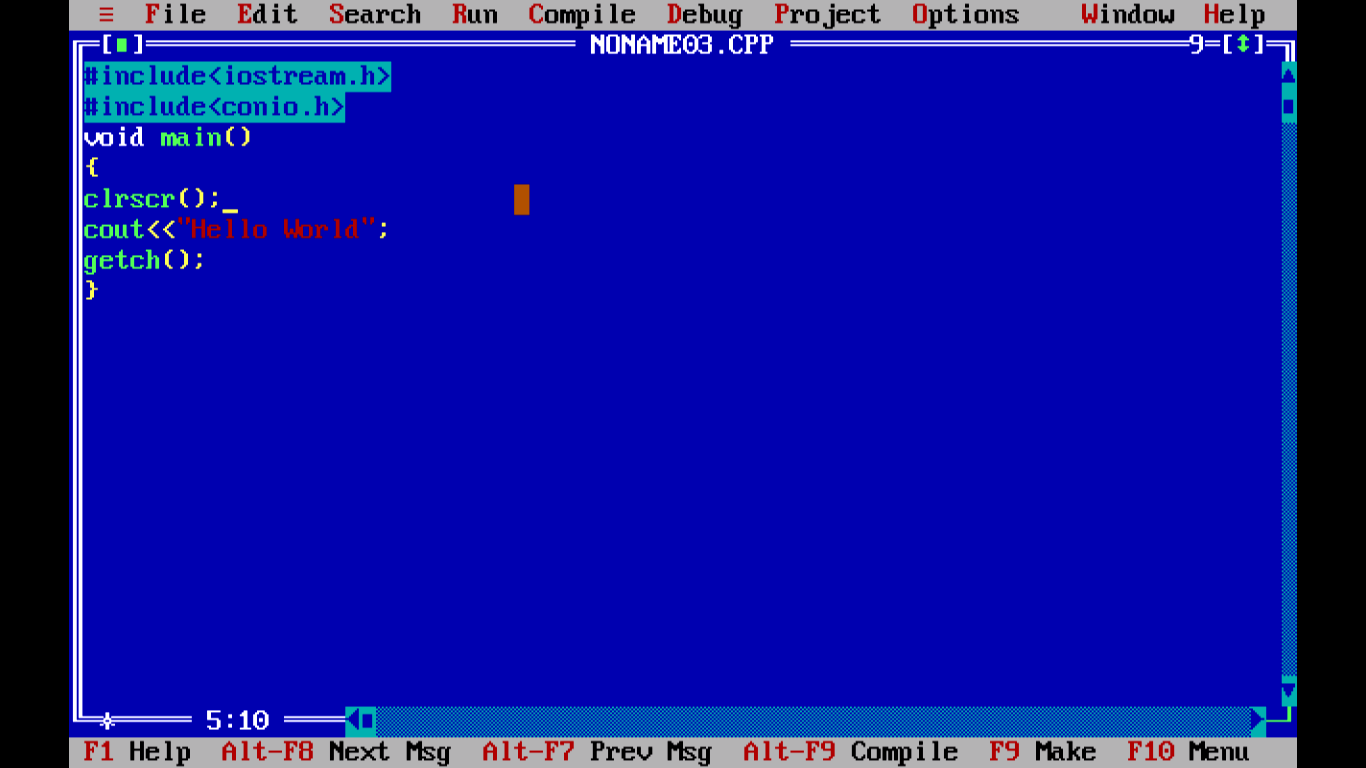 ≡ File Edit Search Run Compile Debug Project Options Window Help
[■] NONAME03.CPP 9=[↕]
#include<iostream.h>
#include<conio.h>
void main()
{
clrscr();
cout<<"Hello World";
getch();
}
5:10
F1 Help Alt-F8 Next Msg Alt-F7 Prev Msg Alt-F9 Compile F9 Make F10 Menu